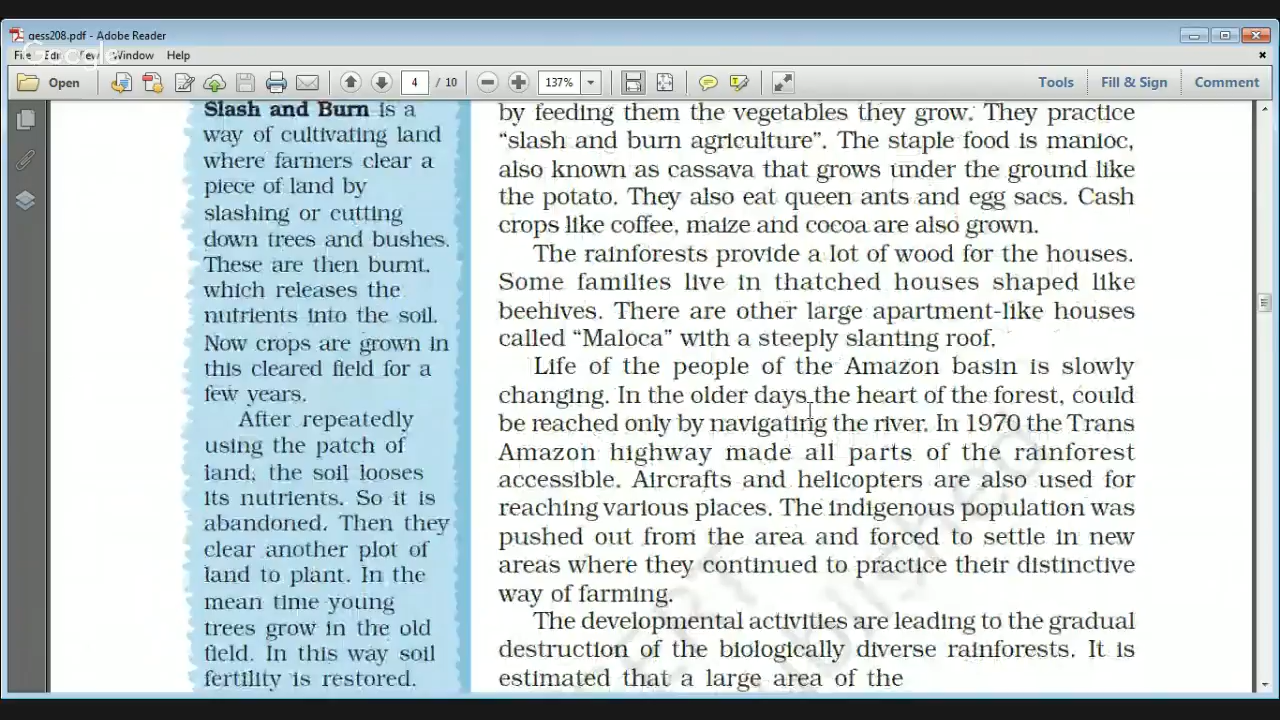 gess208.pdf - Adobe Reader
File Edit View Window Help
Google
Open
4 / 10
137%
Tools
Fill & Sign
Comment
Slash and Burn is a
way of cultivating land
where farmers clear a
piece of land by
slashing or cutting
down trees and bushes.
These are then burnt,
which releases the
nutrients into the soil.
Now crops are grown in
this cleared field for a
few years.
After repeatedly
using the patch of
land, the soil looses
its nutrients. So it is
abandoned. Then they
clear another plot of
land to plant. In the
mean time young
trees grow in the old
field. In this way soil
fertility is restored.
by feeding them the vegetables they grow. They practice
“slash and burn agriculture”. The staple food is manioc,
also known as cassava that grows under the ground like
the potato. They also eat queen ants and egg sacs. Cash
crops like coffee, maize and cocoa are also grown.
The rainforests provide a lot of wood for the houses.
Some families live in thatched houses shaped like
beehives. There are other large apartment-like houses
called “Maloca” with a steeply slanting roof.
Life of the people of the Amazon basin is slowly
changing. In the older days the heart of the forest, could
be reached only by navigating the river. In 1970 the Trans
Amazon highway made all parts of the rainforest
accessible. Aircrafts and helicopters are also used for
reaching various places. The indigenous population was
pushed out from the area and forced to settle in new
areas where they continued to practice their distinctive
way of farming.
The developmental activities are leading to the gradual
destruction of the biologically diverse rainforests. It is
estimated that a large area of the